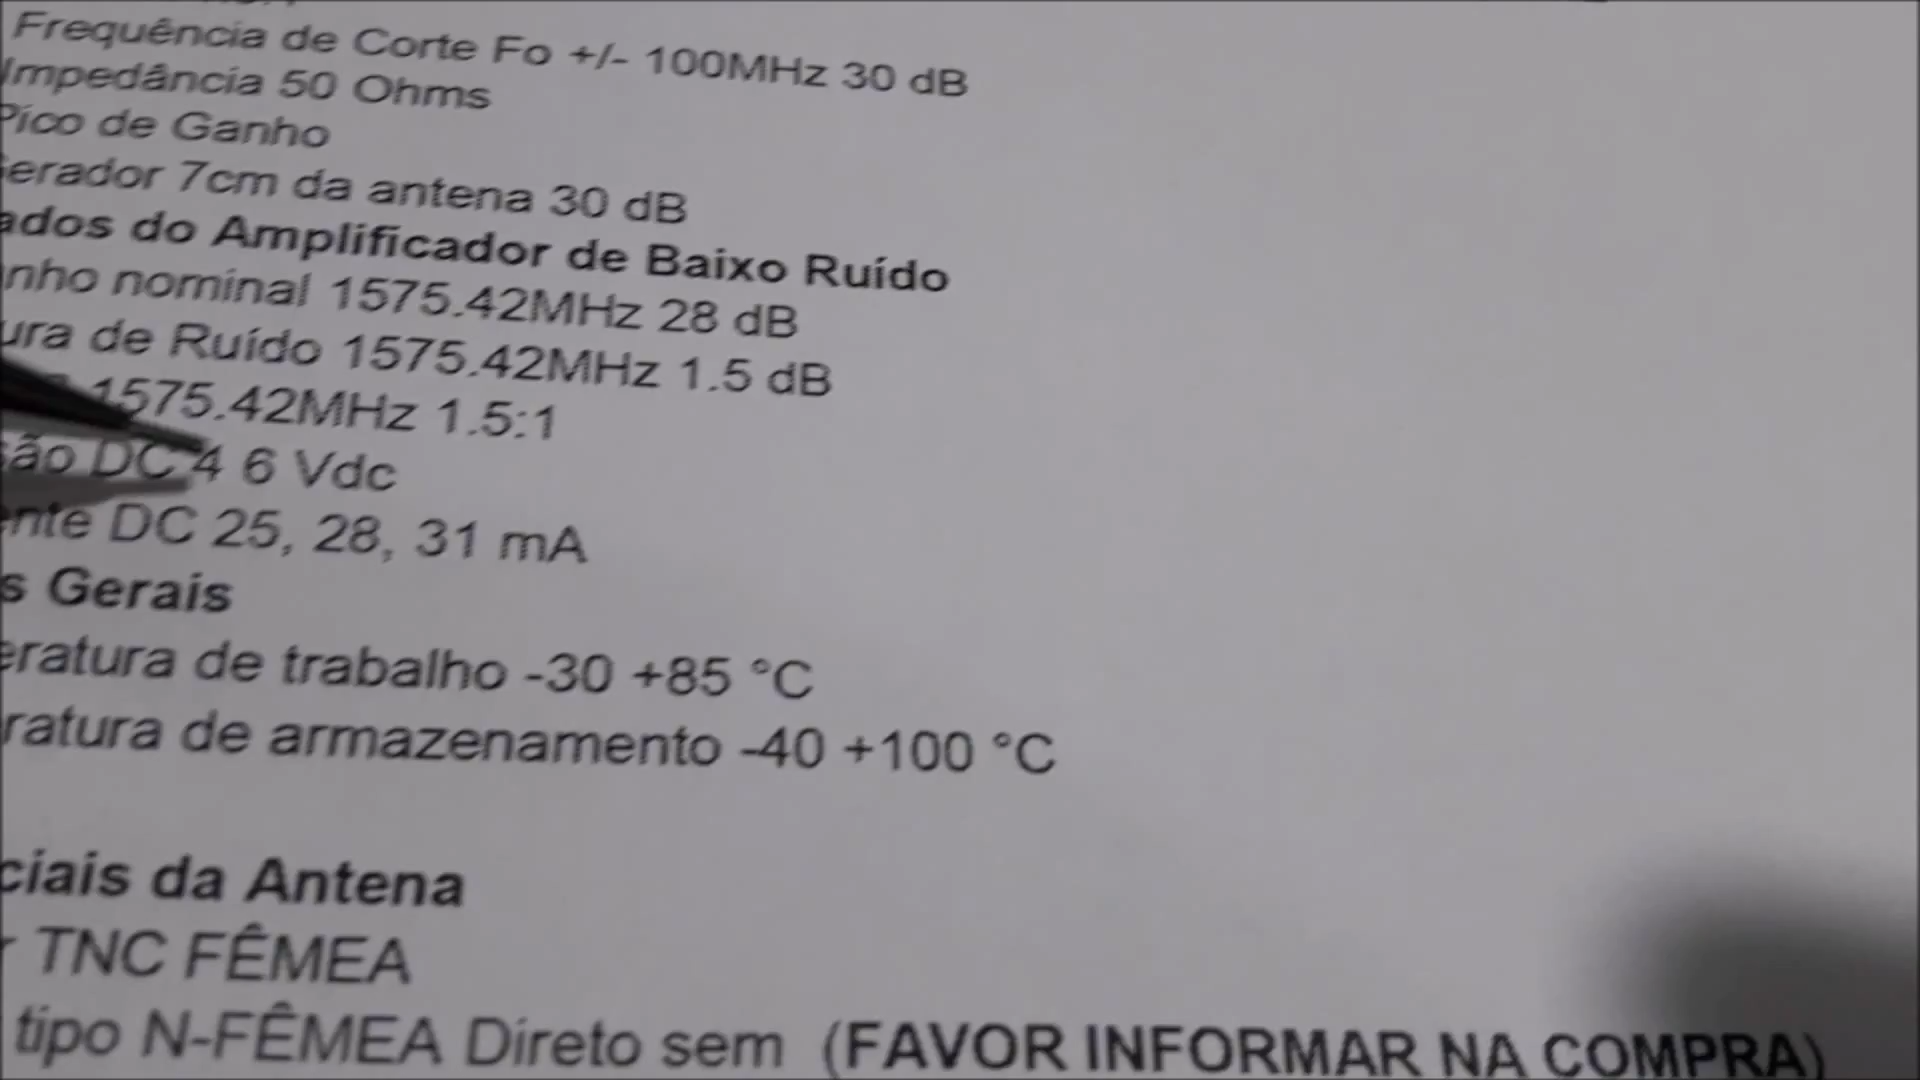 Frequência de Corte Fo +/- 100MHz 30 dB
Impedância 50 Ohms
Pico de Ganho
erador 7cm da antena 30 dB
ados do Amplificador de Baixo Ruído
nho nominal 1575.42MHz 28 dB
ura de Ruído 1575.42MHz 1.5 dB
1575.42MHz 1.5:1
são DC 4 6 Vdc
ente DC 25, 28, 31 mA
s Gerais
eratura de trabalho -30 +85 °C
ratura de armazenamento -40 +100 °C
ciais da Antena
r TNC FÊMEA
tipo N-FÊMEA Direto sem (FAVOR INFORMAR NA COMPRA)